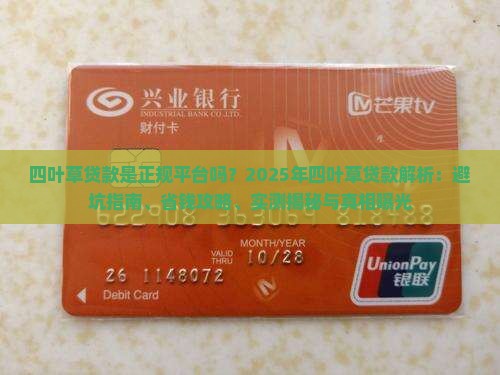 兴业银行
INDUSTRIAL BANK CO.,LTD.
财付卡
芒果tv
四叶草贷款是正规平台吗？2025年四叶草贷款解析：避
坑指南、省钱攻略、实测揭秘与真相曝光
MONTH/YEAR
VALID
THRU
10/28
26 1148072
Debit Card
UnionPay
银联